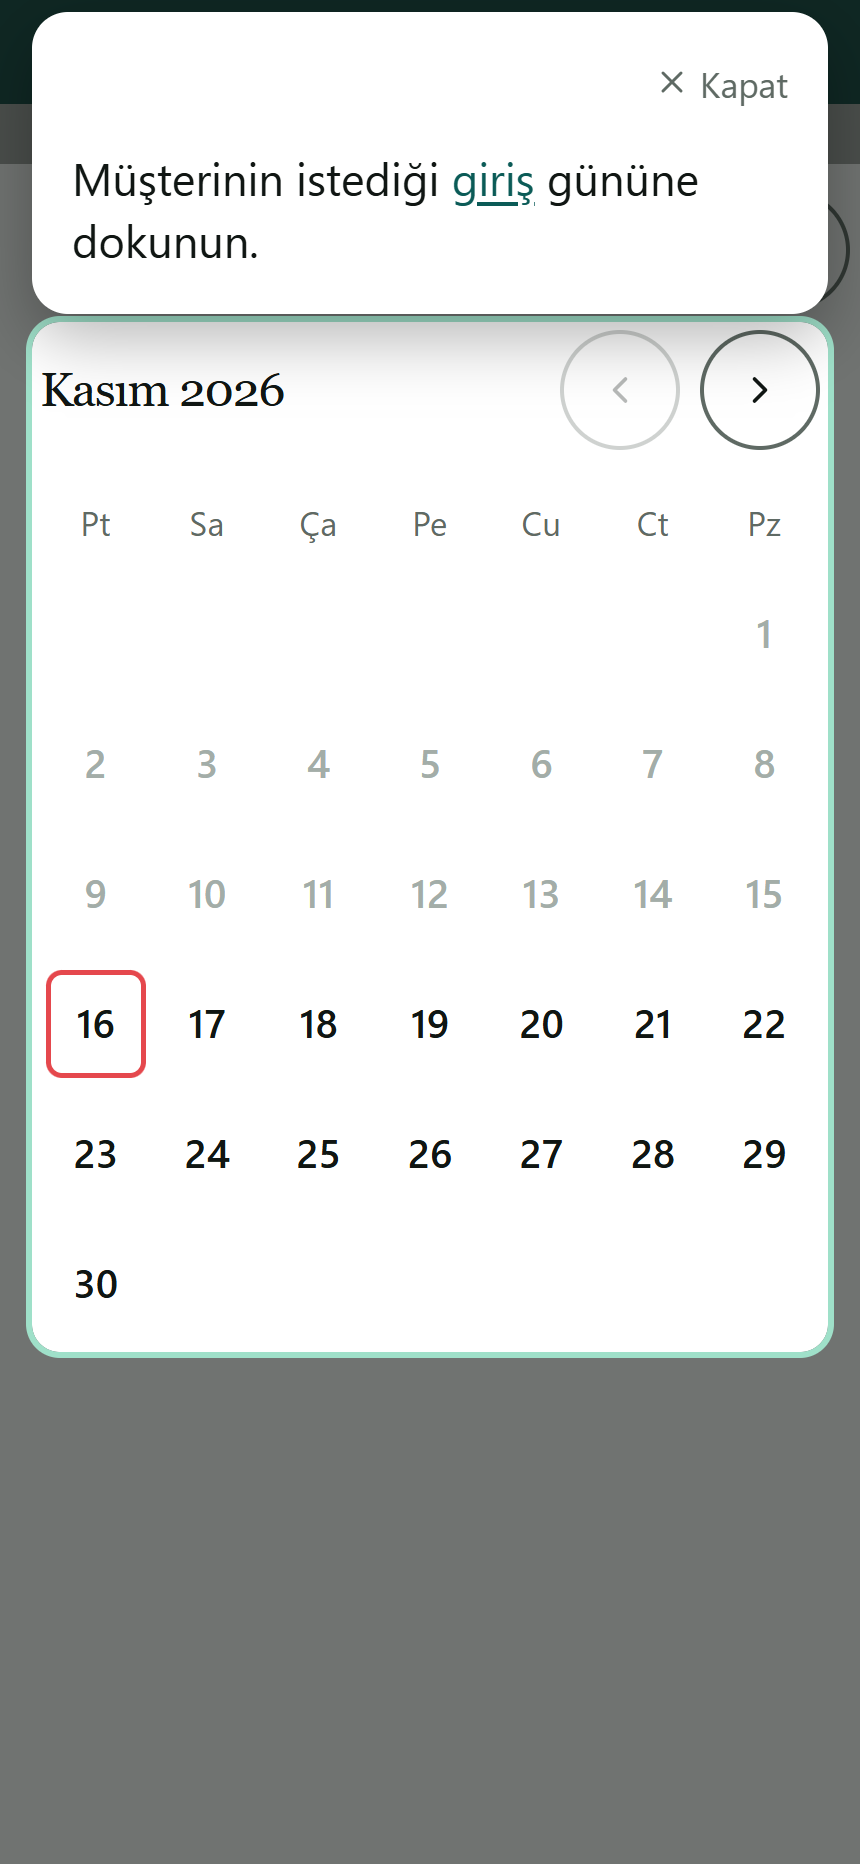 × Kapat
Müşterinin istediği giriş gününe
dokunun.
Kasım 2026
Pt Sa Ça Pe Cu Ct Pz
1
2 3 4 5 6 7 8
9 10 11 12 13 14 15
16 17 18 19 20 21 22
23 24 25 26 27 28 29
30